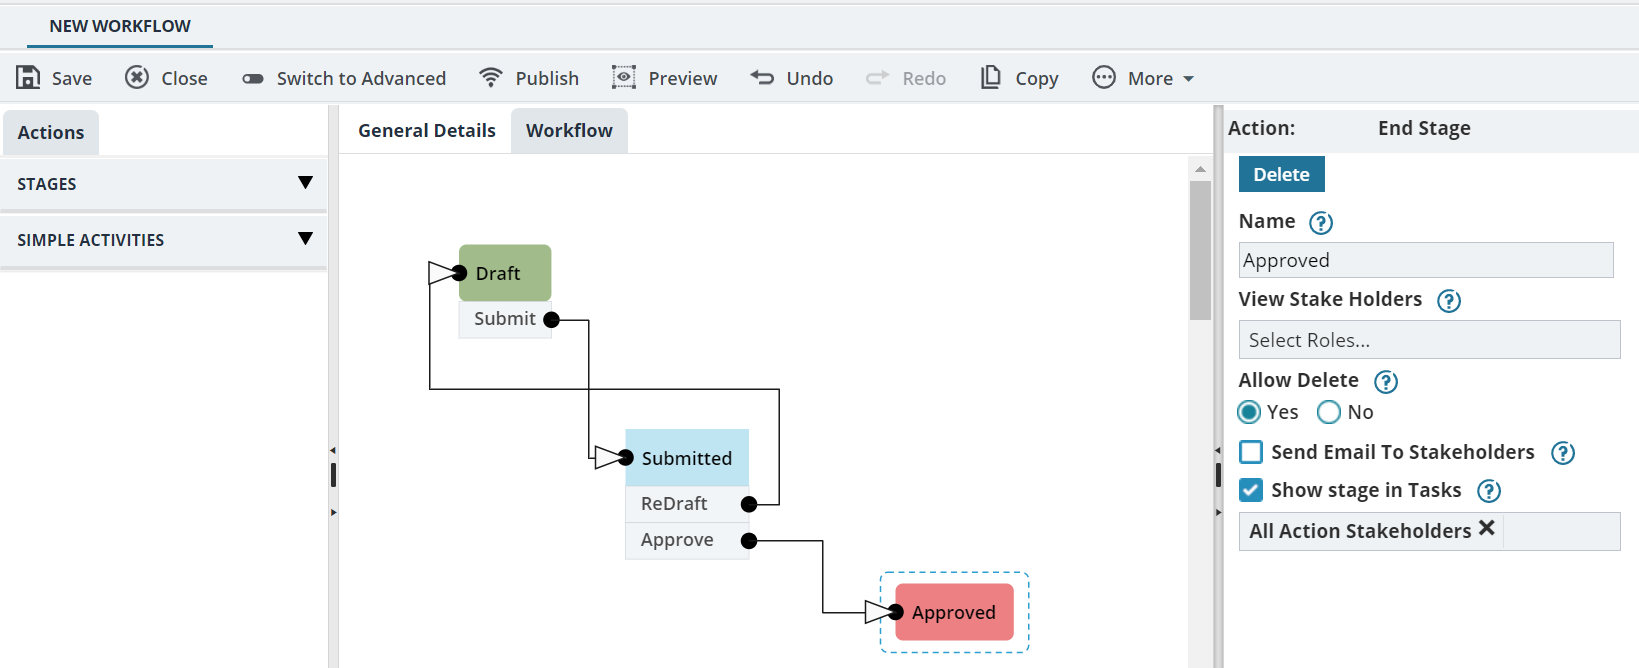 NEW WORKFLOW
Save Close Switch to Advanced Publish Preview Undo Redo Copy More
Actions
STAGES
SIMPLE ACTIVITIES
General Details Workflow
Draft
Submit
Submitted
ReDraft
Approve
Approved
Action: End Stage
Delete
Name ?
Approved
View Stake Holders ?
Select Roles...
Allow Delete ?
Yes No
Send Email To Stakeholders ?
Show stage in Tasks ?
All Action Stakeholders ✕